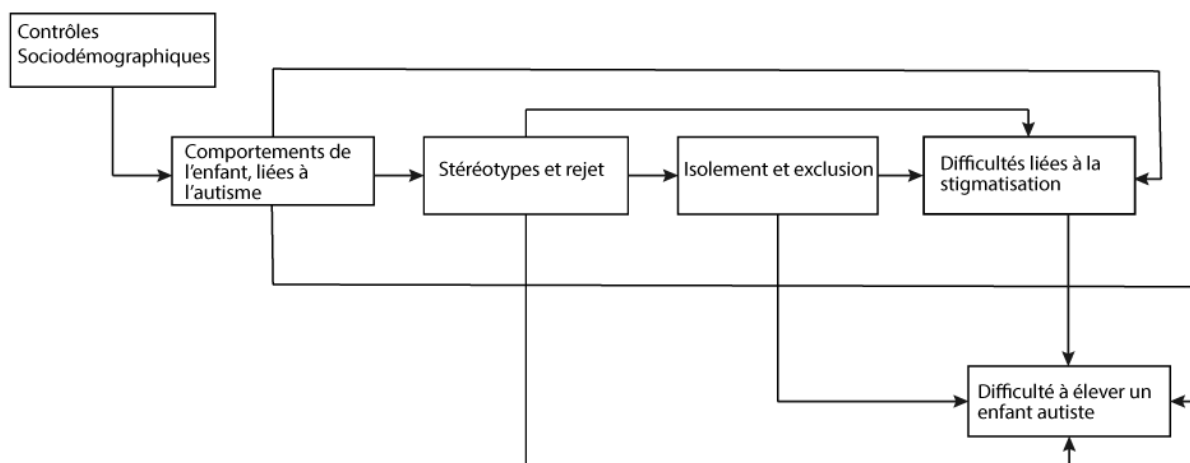 Contrôles
Sociodémographiques
Comportements de
l'enfant, liées à
l'autisme
Stéréotypes et rejet
Isolement et exclusion
Difficultés liées à la
stigmatisation
Difficulté à élever un
enfant autiste